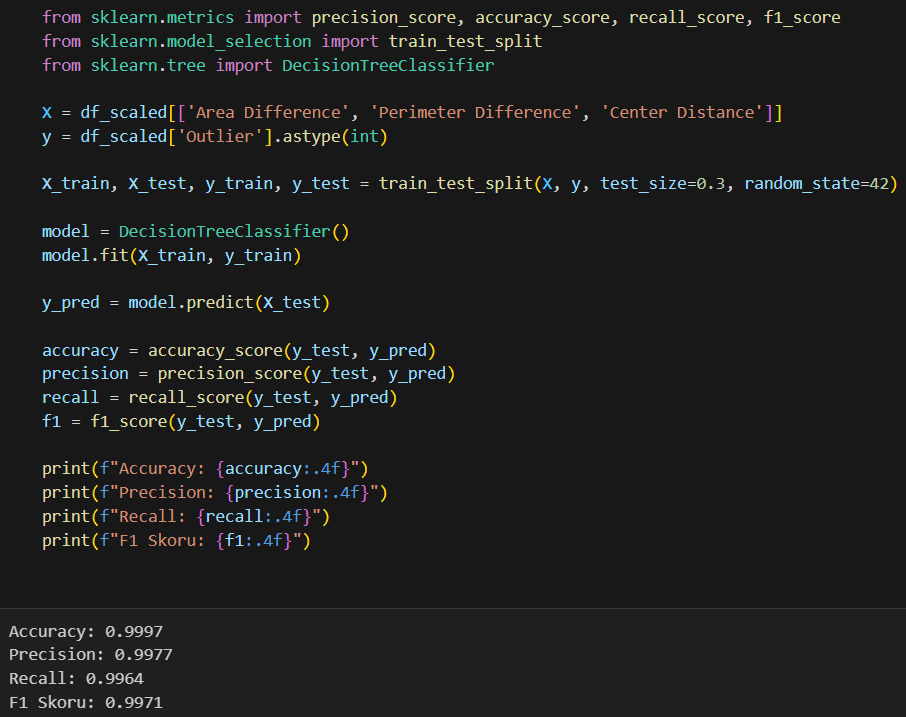 from sklearn.metrics import precision_score, accuracy_score, recall_score, f1_score
from sklearn.model_selection import train_test_split
from sklearn.tree import DecisionTreeClassifier
X = df_scaled[['Area Difference', 'Perimeter Difference', 'Center Distance']]
y = df_scaled['Outlier'].astype(int)
X_train, X_test, y_train, y_test = train_test_split(X, y, test_size=0.3, random_state=42)
model = DecisionTreeClassifier()
model.fit(X_train, y_train)
y_pred = model.predict(X_test)
accuracy = accuracy_score(y_test, y_pred)
precision = precision_score(y_test, y_pred)
recall = recall_score(y_test, y_pred)
f1 = f1_score(y_test, y_pred)
print(f"Accuracy: {accuracy:.4f}")
print(f"Precision: {precision:.4f}")
print(f"Recall: {recall:.4f}")
print(f"F1 Skoru: {f1:.4f}")
Accuracy: 0.9997
Precision: 0.9977
Recall: 0.9964
F1 Skoru: 0.9971